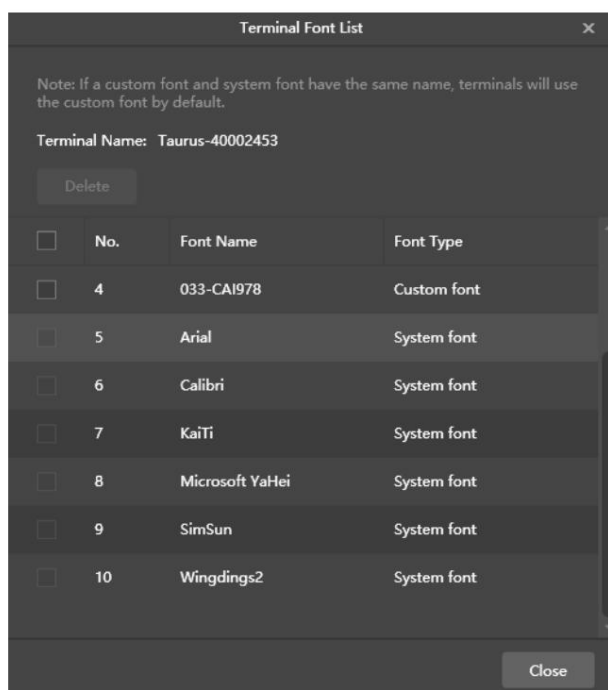 Terminal Font List
Note: If a custom font and system font have the same name, terminals will use
the custom font by default.
Terminal Name: Taurus-40002453
Delete
No. Font Name Font Type
4 033-CAI978 Custom font
5 Arial System font
6 Calibri System font
7 KaiTi System font
8 Microsoft YaHei System font
9 SimSun System font
10 Wingdings2 System font
Close